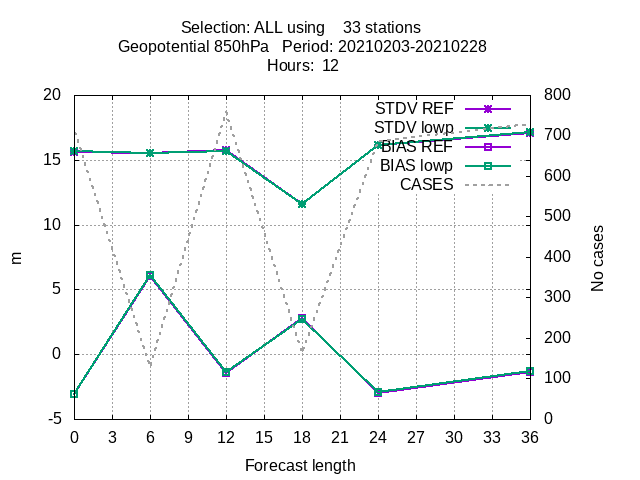 Selection: ALL using    33 stations
Geopotential 850hPa   Period: 20210203-20210228
Hours:  12
20
800
STDV REF
STDV lowp
700
BIAS REF
15
BIAS lowp
600
CASES
500
10
400
m
No cases
5
300
200
0
100
-5
0
0 3 6 9 12 15 18 21 24 27 30 33 36
Forecast length